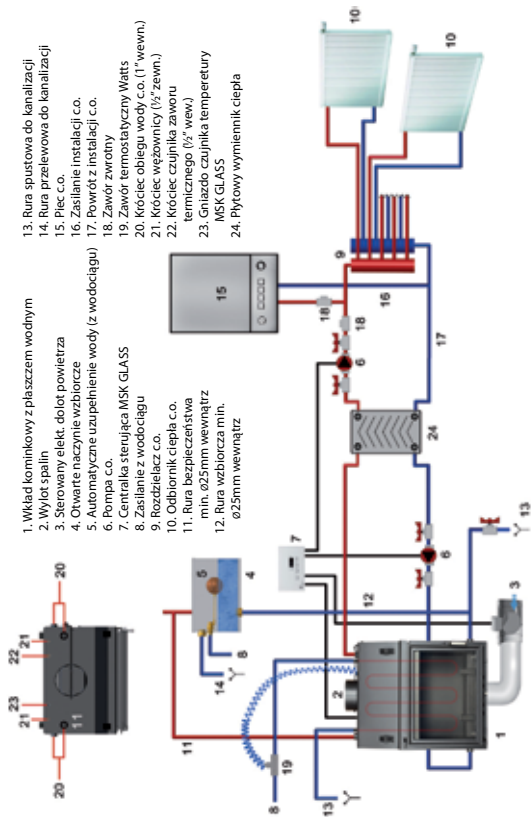 1. Wkład kominkowy z płaszczem wodnym
2. Wylot spalin
3. Sterowany elekt. dolot powietrza
4. Otwarte naczynie wzbiorcze
5. Automatyczne uzupełnienie wody (z wodociągu)
6. Pompa c.o.
7. Centralka sterująca MSK GLASS
8. Zasilanie z wodociągu
9. Rozdzielacz c.o.
10. Odbiornik ciepła c.o.
11. Rura bezpieczeństwa
min. ø25mm wewnątrz
12. Rura wzbiorcza min.
ø25mm wewnątrz
13. Rura spustowa do kanalizacji
14. Rura przelewowa do kanalizacji
15. Piec c.o.
16. Zasilanie instalacji c.o.
17. Powrót z instalacji c.o.
18. Zawór zwrotny
19. Zawór termostatyczny Watts
20. Króciec obiegu wody c.o. (1" wewn.)
21. Króciec wężownicy (½" zewn.)
22. Króciec czujnika zaworu
termicznego (½" wew.)
23. Gniazdo czujnika temperetury
MSK GLASS
24. Płytowy wymiennik ciepła
20
21
22
23
21
20
11
10
10
9
15
16
17
18
18
6
24
6
7
5
4
8
14
12
13
3
2
11
19
8
13
1